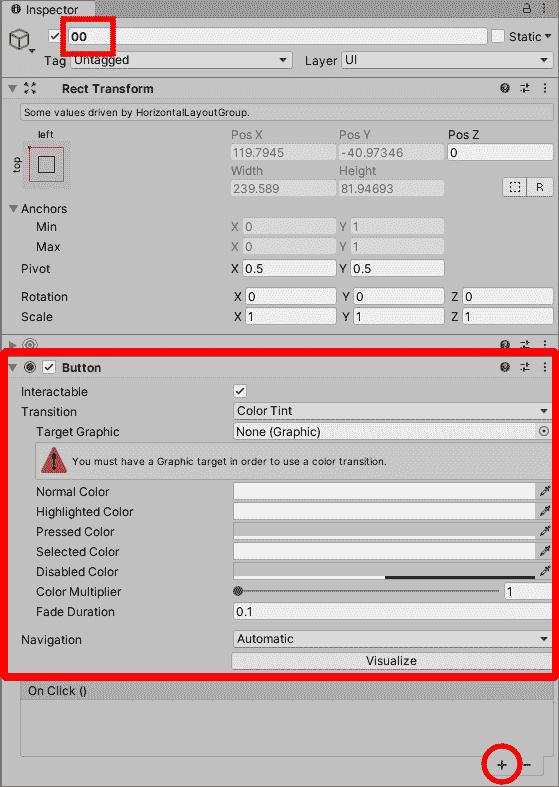 Inspector
00 Static
Tag Untagged Layer UI
Rect Transform
Some values driven by HorizontalLayoutGroup.
left Pos X Pos Y Pos Z
top 119.7945 -40.97346 0
Width Height
239.589 81.94693 R
Anchors
Min X 0 Y 1
Max X 0 Y 1
Pivot X 0.5 Y 0.5
Rotation X 0 Y 0 Z 0
Scale X 1 Y 1 Z 1
Button
Interactable
Transition Color Tint
Target Graphic None (Graphic)
You must have a Graphic target in order to use a color transition.
Normal Color
Highlighted Color
Pressed Color
Selected Color
Disabled Color
Color Multiplier 1
Fade Duration 0.1
Navigation Automatic
Visualize
On Click ()